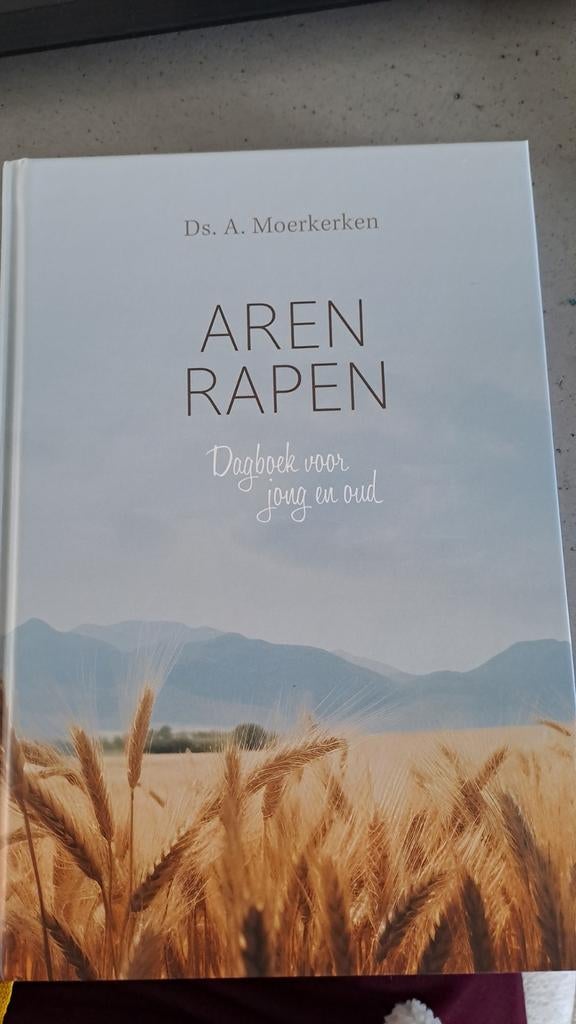 Ds. A. Moerkerken
AREN
RAPEN
Dagboek voor
jong en oud